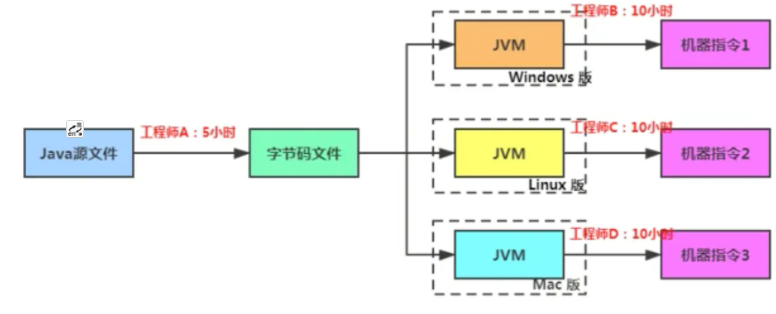 工程师B：10小时
JVM
机器指令1
Windows 版
工程师A：5小时
工程师C：10小时
Java源文件
字节码文件
JVM
机器指令2
Linux 版
工程师D：10小时
JVM
机器指令3
Mac 版